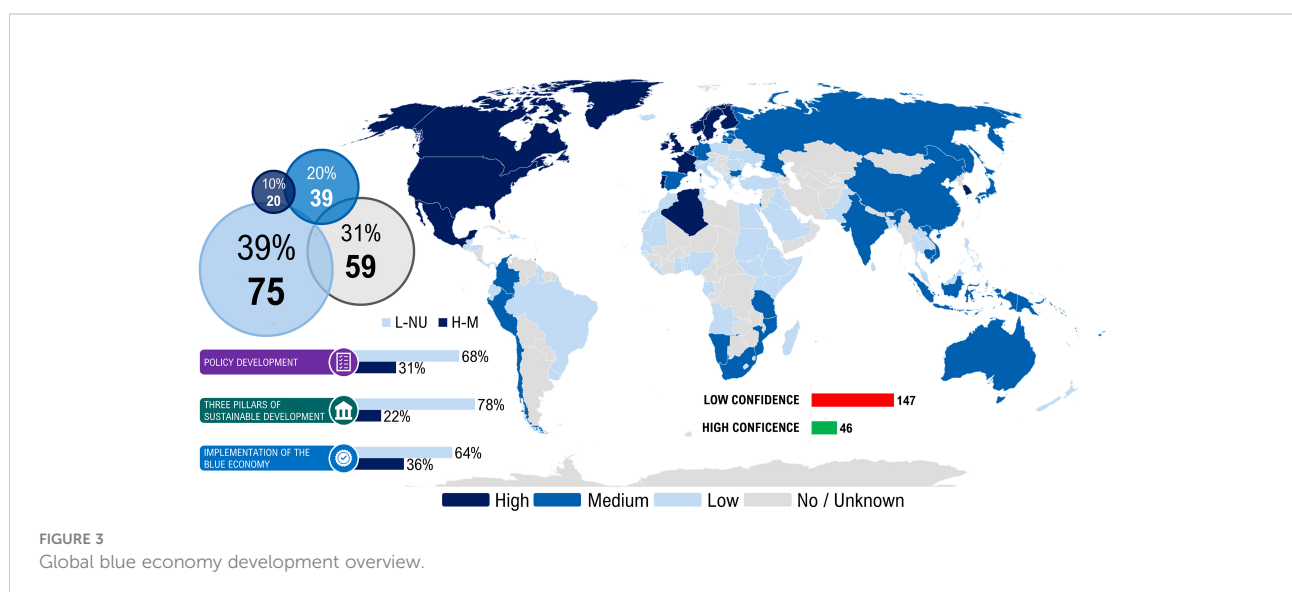 10%
20
20%
39
39%
75
31%
59
L-NU H-M
POLICY DEVELOPMENT
68%
31%
THREE PILLARS OF
SUSTAINABLE DEVELOPMENT
78%
22%
IMPLEMENTATION OF THE
BLUE ECONOMY
64%
36%
LOW CONFIDENCE 147
HIGH CONFICENCE 46
High Medium Low No / Unknown
FIGURE 3
Global blue economy development overview.